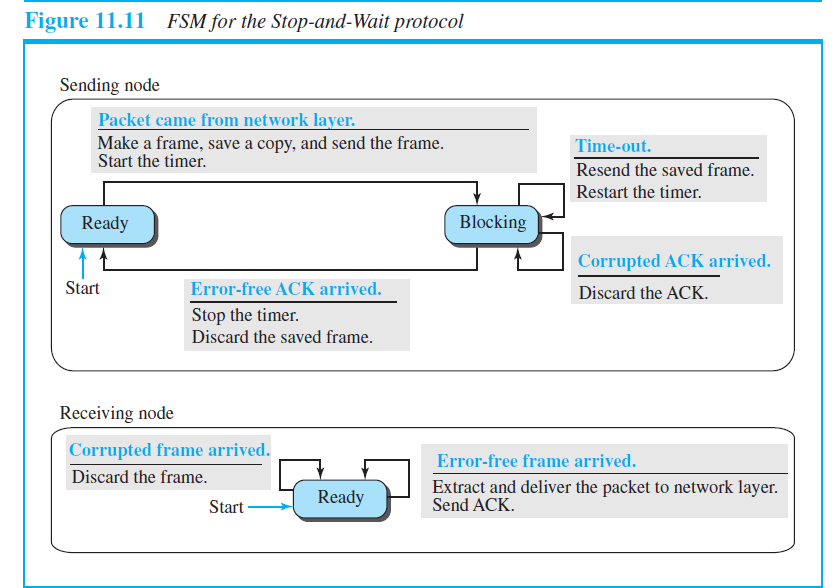 Figure 11.11 FSM for the Stop-and-Wait protocol
Sending node
Packet came from network layer.
Make a frame, save a copy, and send the frame.
Start the timer.
Time-out.
Resend the saved frame.
Restart the timer.
Ready
Blocking
Corrupted ACK arrived.
Discard the ACK.
Start
Error-free ACK arrived.
Stop the timer.
Discard the saved frame.
Receiving node
Corrupted frame arrived.
Discard the frame.
Start
Ready
Error-free frame arrived.
Extract and deliver the packet to network layer.
Send ACK.